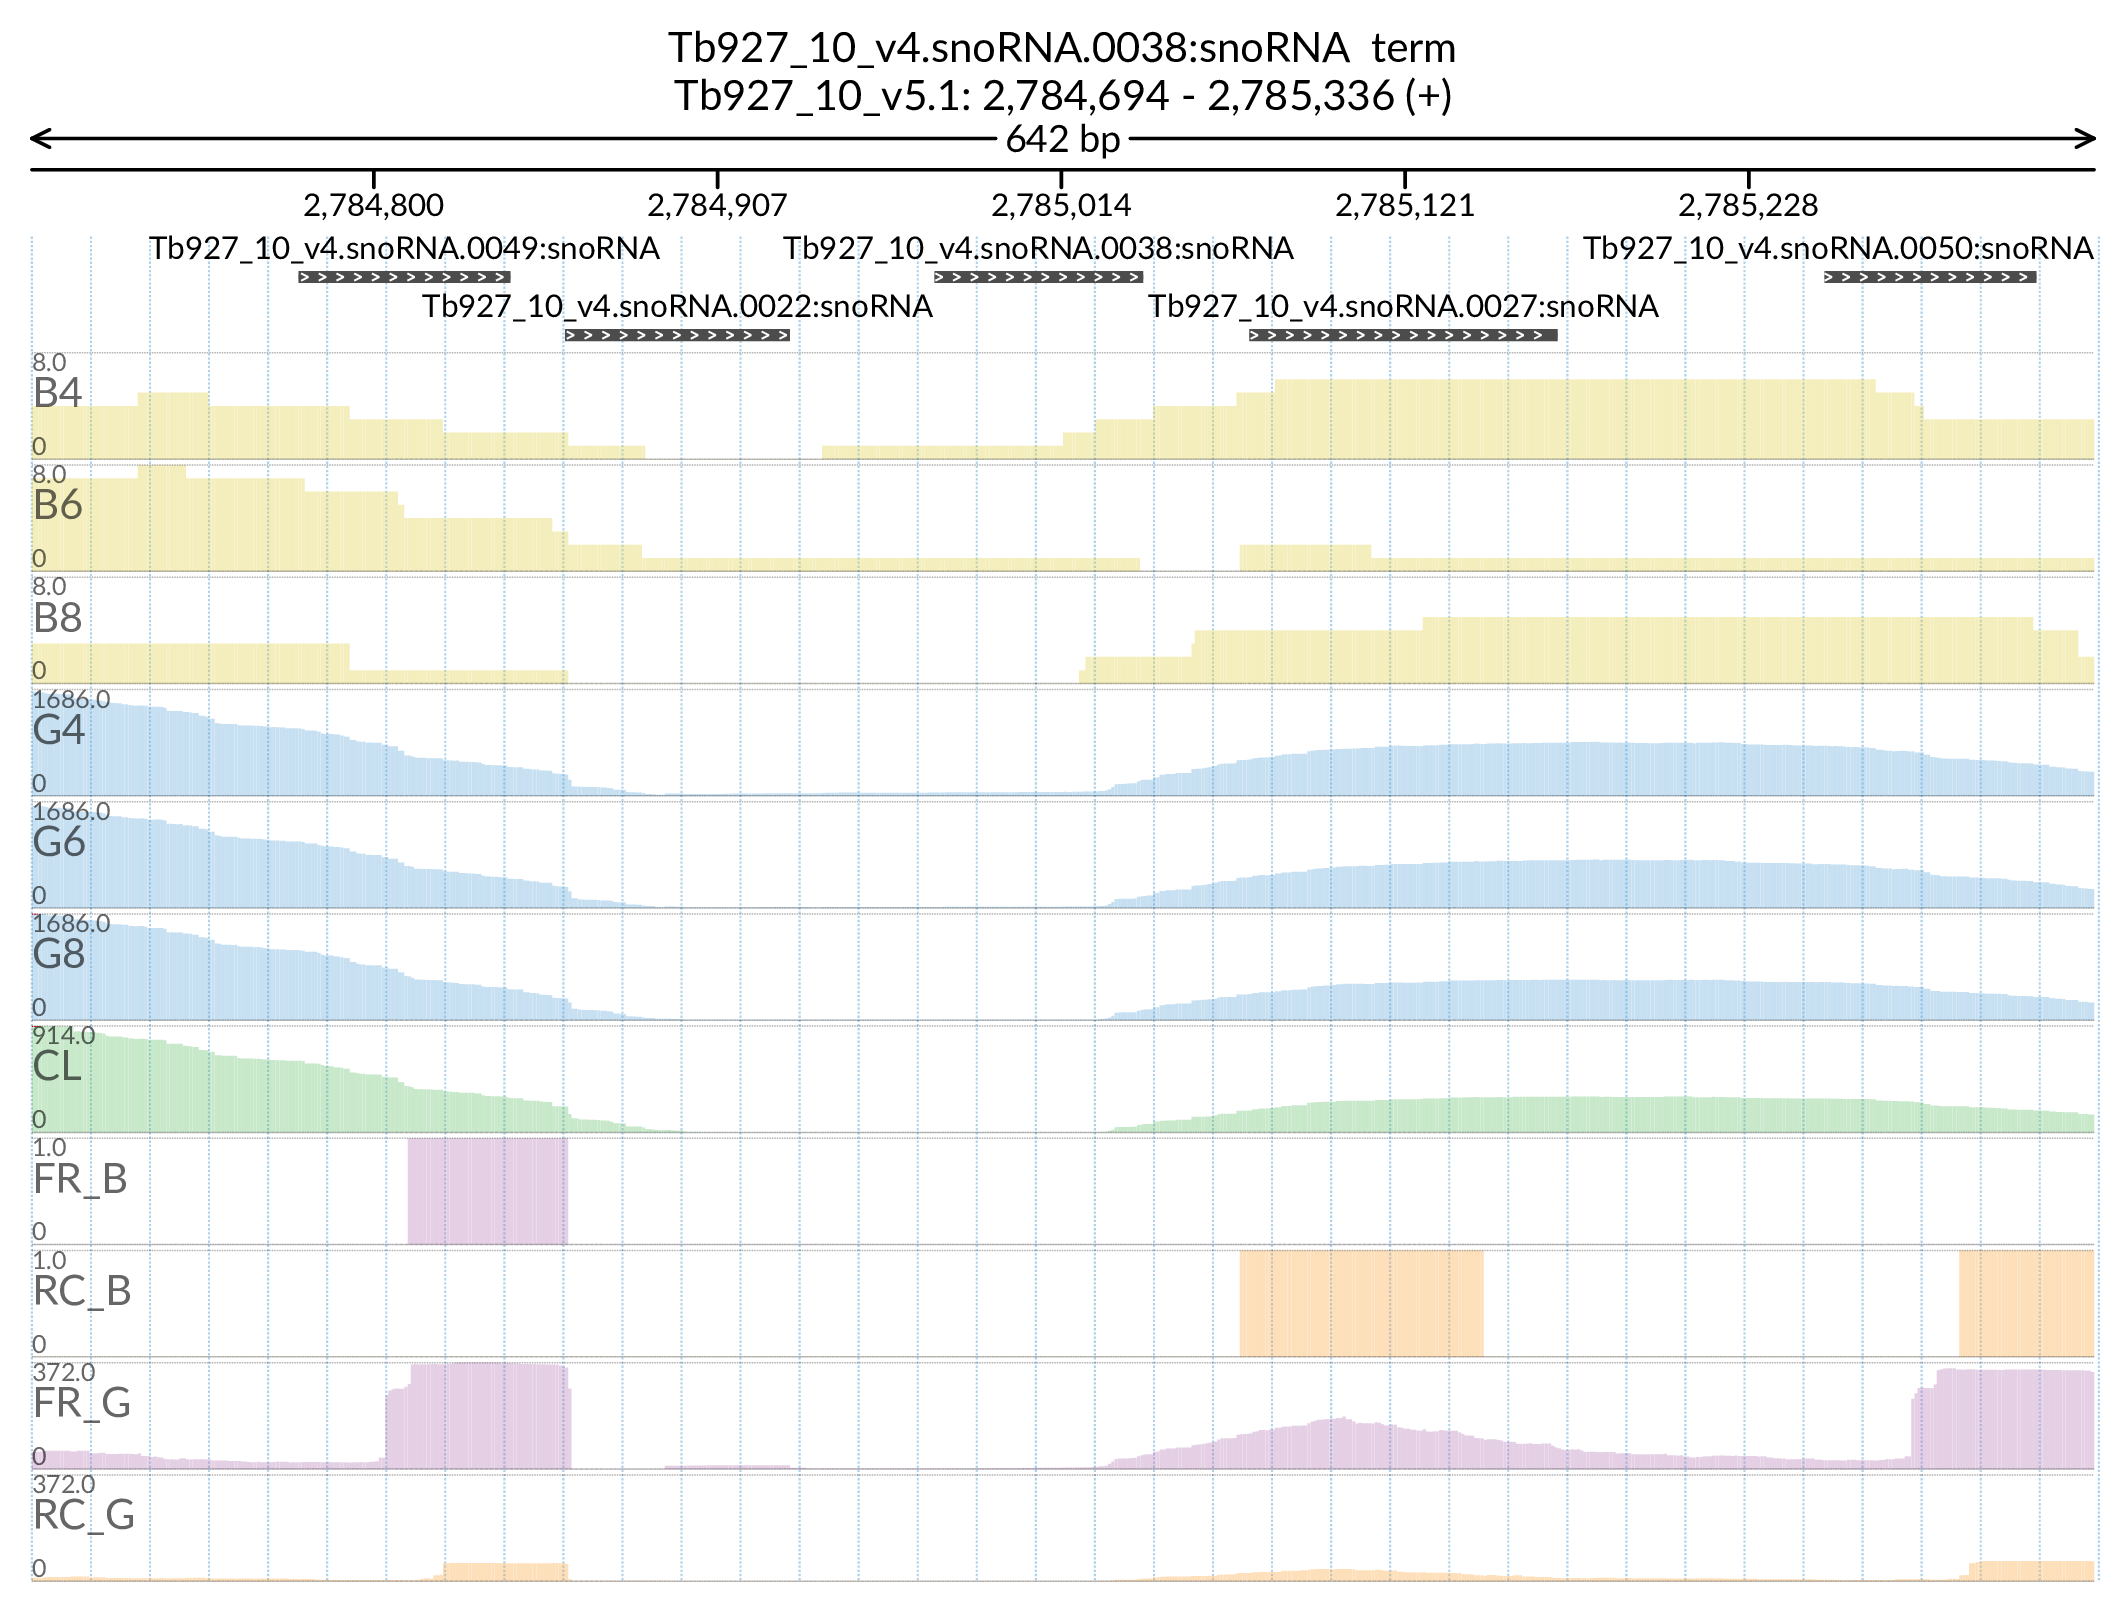 Tb927_10_v4.snoRNA.0038:snoRNA term
Tb927_10_v5.1: 2,784,694 - 2,785,336 (+)
642 bp
2,784,800 2,784,907 2,785,014 2,785,121 2,785,228
Tb927_10_v4.snoRNA.0049:snoRNA Tb927_10_v4.snoRNA.0038:snoRNA Tb927_10_v4.snoRNA.0050:snoRNA
Tb927_10_v4.snoRNA.0022:snoRNA Tb927_10_v4.snoRNA.0027:snoRNA
8.0
B4
0
8.0
B6
0
8.0
B8
0
1686.0
G4
0
1686.0
G6
0
1686.0
G8
0
914.0
CL
0
1.0
FR_B
0
1.0
RC_B
0
372.0
FR_G
0
372.0
RC_G
0